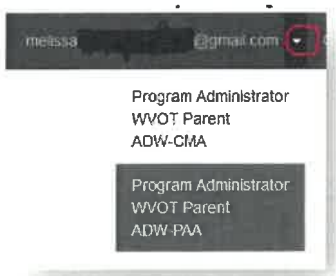 melissa @gmail.com
Program Administrator
WVOT Parent
ADW-CMA
Program Administrator
WVOT Parent
ADW-PAA